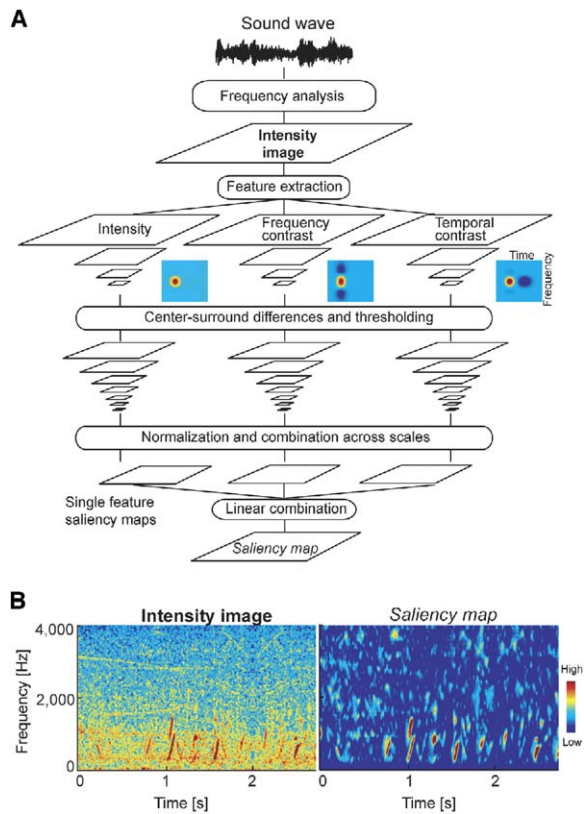 A
Sound wave
Frequency analysis
Intensity
image
Feature extraction
Intensity
Frequency
contrast
Temporal
contrast
Time
Frequency
Center-surround differences and thresholding
Normalization and combination across scales
Single feature
saliency maps
Linear combination
Saliency map
B
Intensity image
Saliency map
4,000
2,000
0
Frequency [Hz]
High
Low
0
1
2
0
1
2
Time [s]
Time [s]